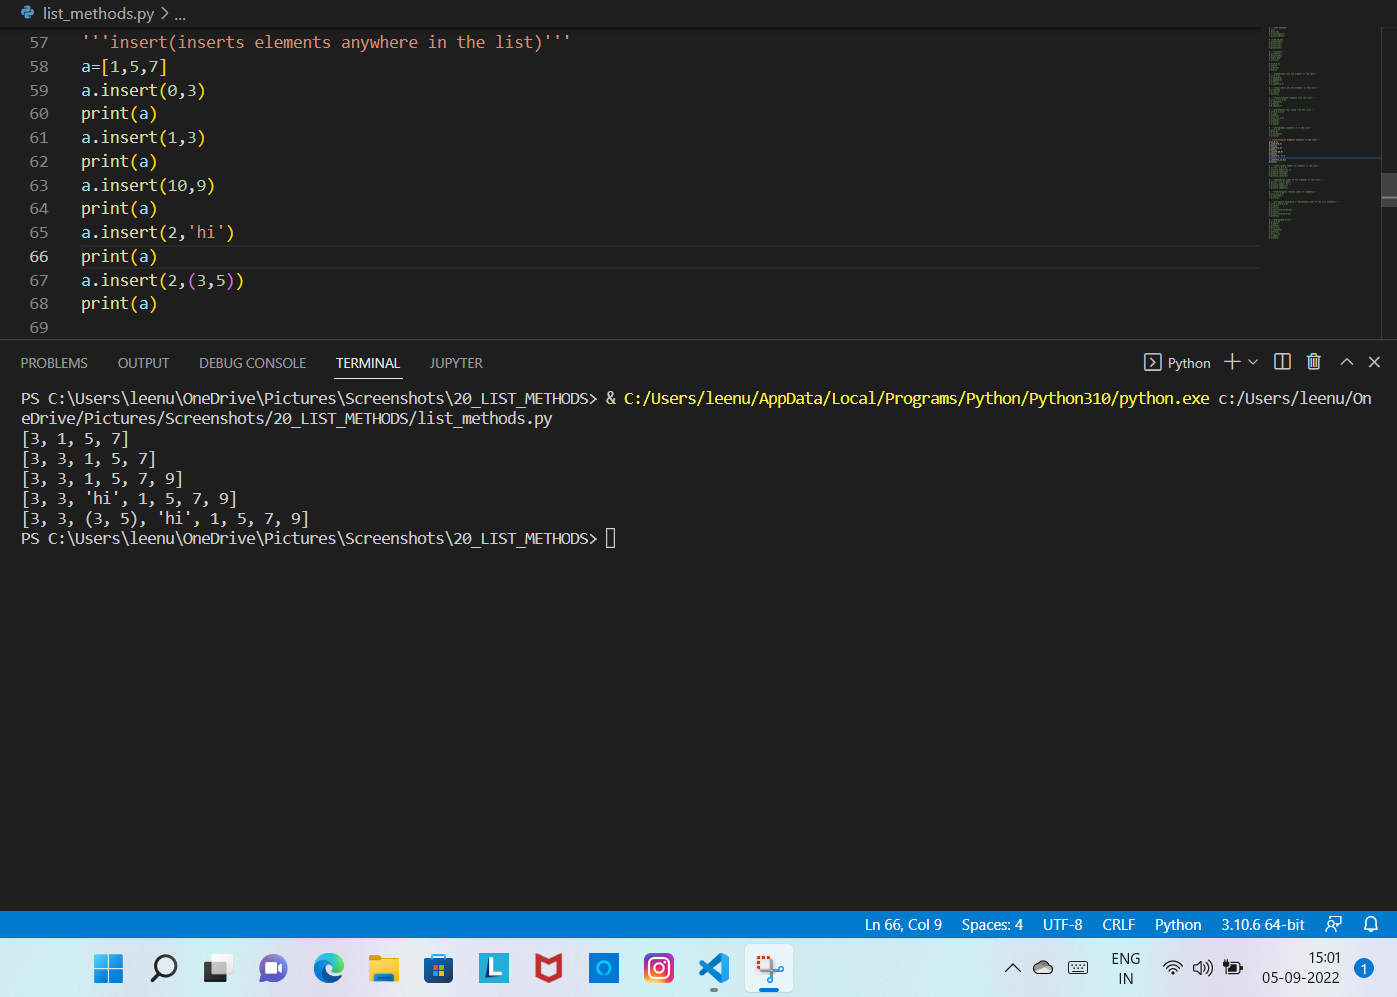 list_methods.py > ...
57 '''insert(inserts elements anywhere in the list)'''
58 a=[1,5,7]
59 a.insert(0,3)
60 print(a)
61 a.insert(1,3)
62 print(a)
63 a.insert(10,9)
64 print(a)
65 a.insert(2,'hi')
66 print(a)
67 a.insert(2,(3,5))
68 print(a)
69
PROBLEMS OUTPUT DEBUG CONSOLE TERMINAL JUPYTER Python
PS C:\Users\leenu\OneDrive\Pictures\Screenshots\20_LIST_METHODS> & C:/Users/leenu/AppData/Local/Programs/Python/Python310/python.exe c:/Users/leenu/On
eDrive/Pictures/Screenshots/20_LIST_METHODS/list_methods.py
[3, 1, 5, 7]
[3, 3, 1, 5, 7]
[3, 3, 1, 5, 7, 9]
[3, 3, 'hi', 1, 5, 7, 9]
[3, 3, (3, 5), 'hi', 1, 5, 7, 9]
PS C:\Users\leenu\OneDrive\Pictures\Screenshots\20_LIST_METHODS>
Ln 66, Col 9 Spaces: 4 UTF-8 CRLF Python 3.10.6 64-bit
ENG
IN
15:01
05-09-2022
1